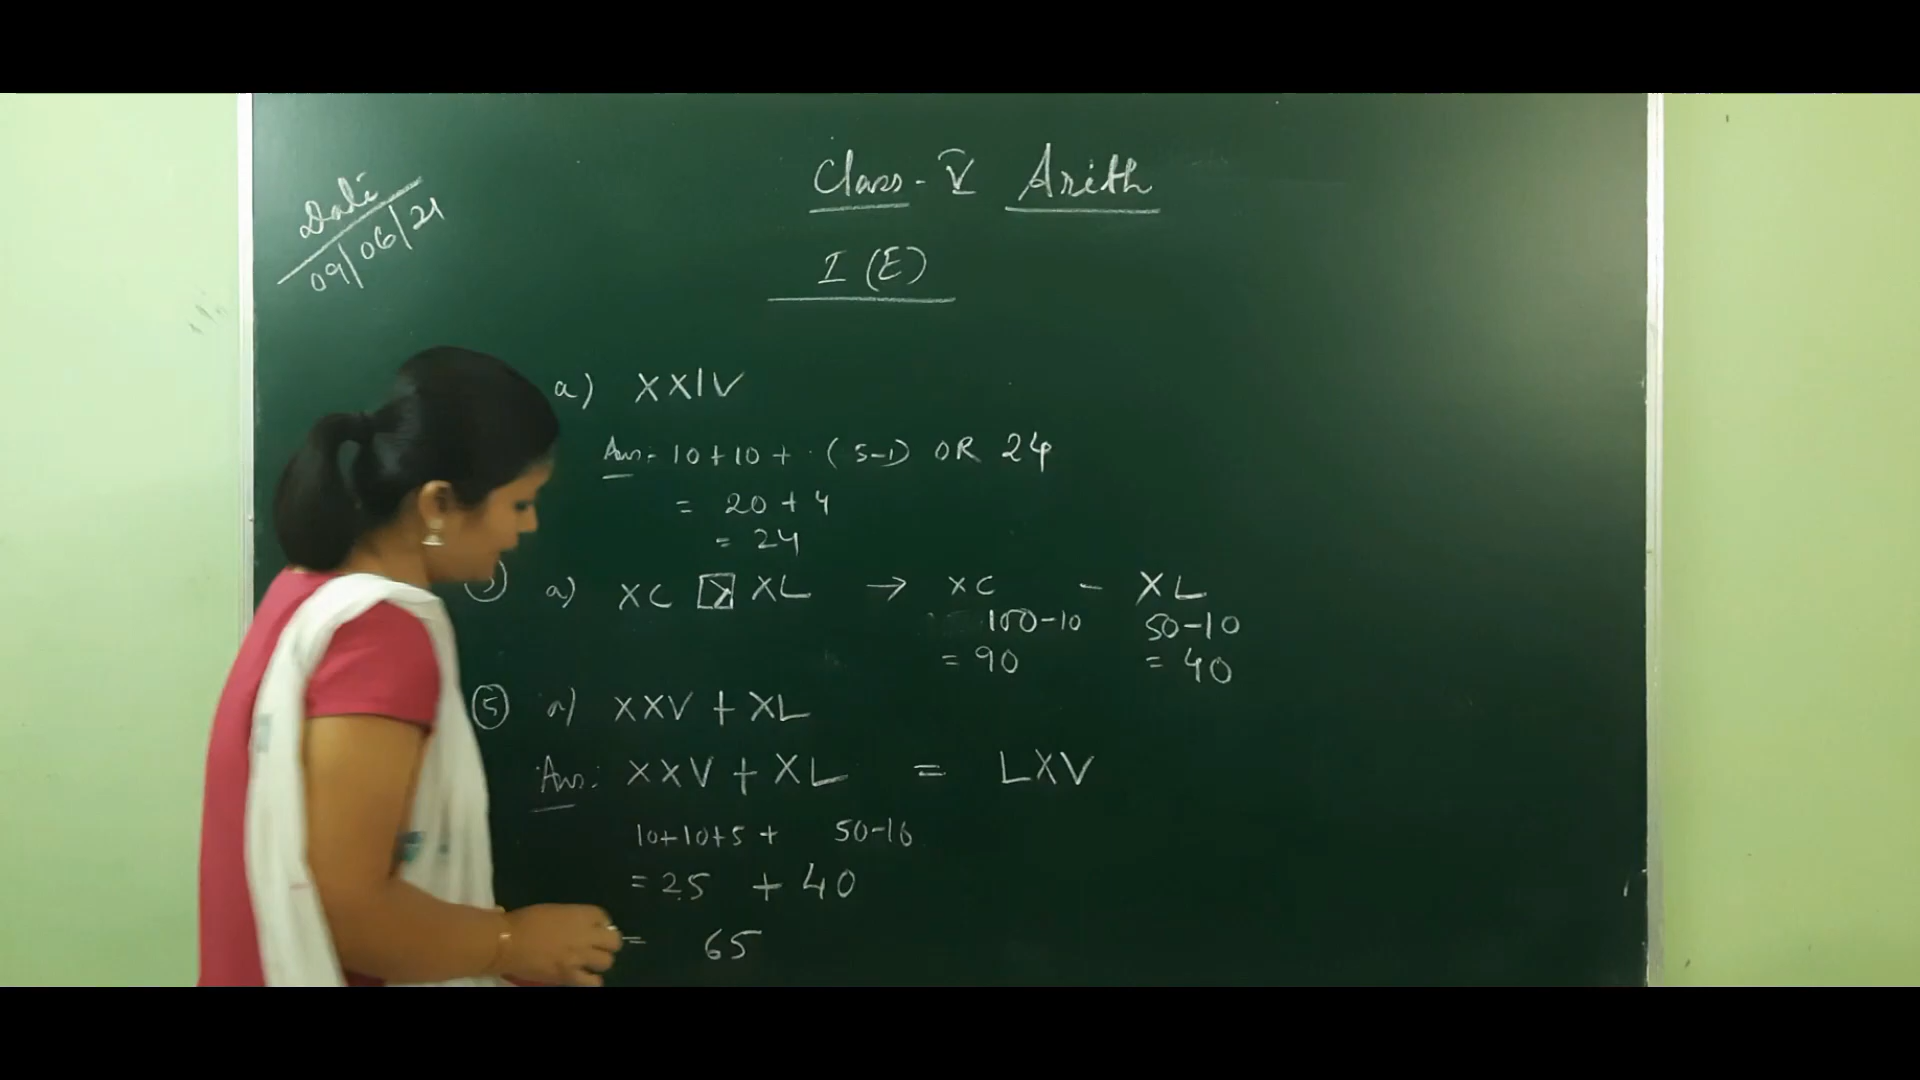 Date
09/06/21
Class - V Arith
I (E)
a) XXIV
Ans:- 10+10+ (5-1) OR 24
= 20+4
= 24
a) XC > XL → XC - XL
100-10 50-10
= 90 = 40
5 a) XXV + XL
Ans: XXV + XL = LXV
10+10+5 + 50-10
= 25 + 40
= 65